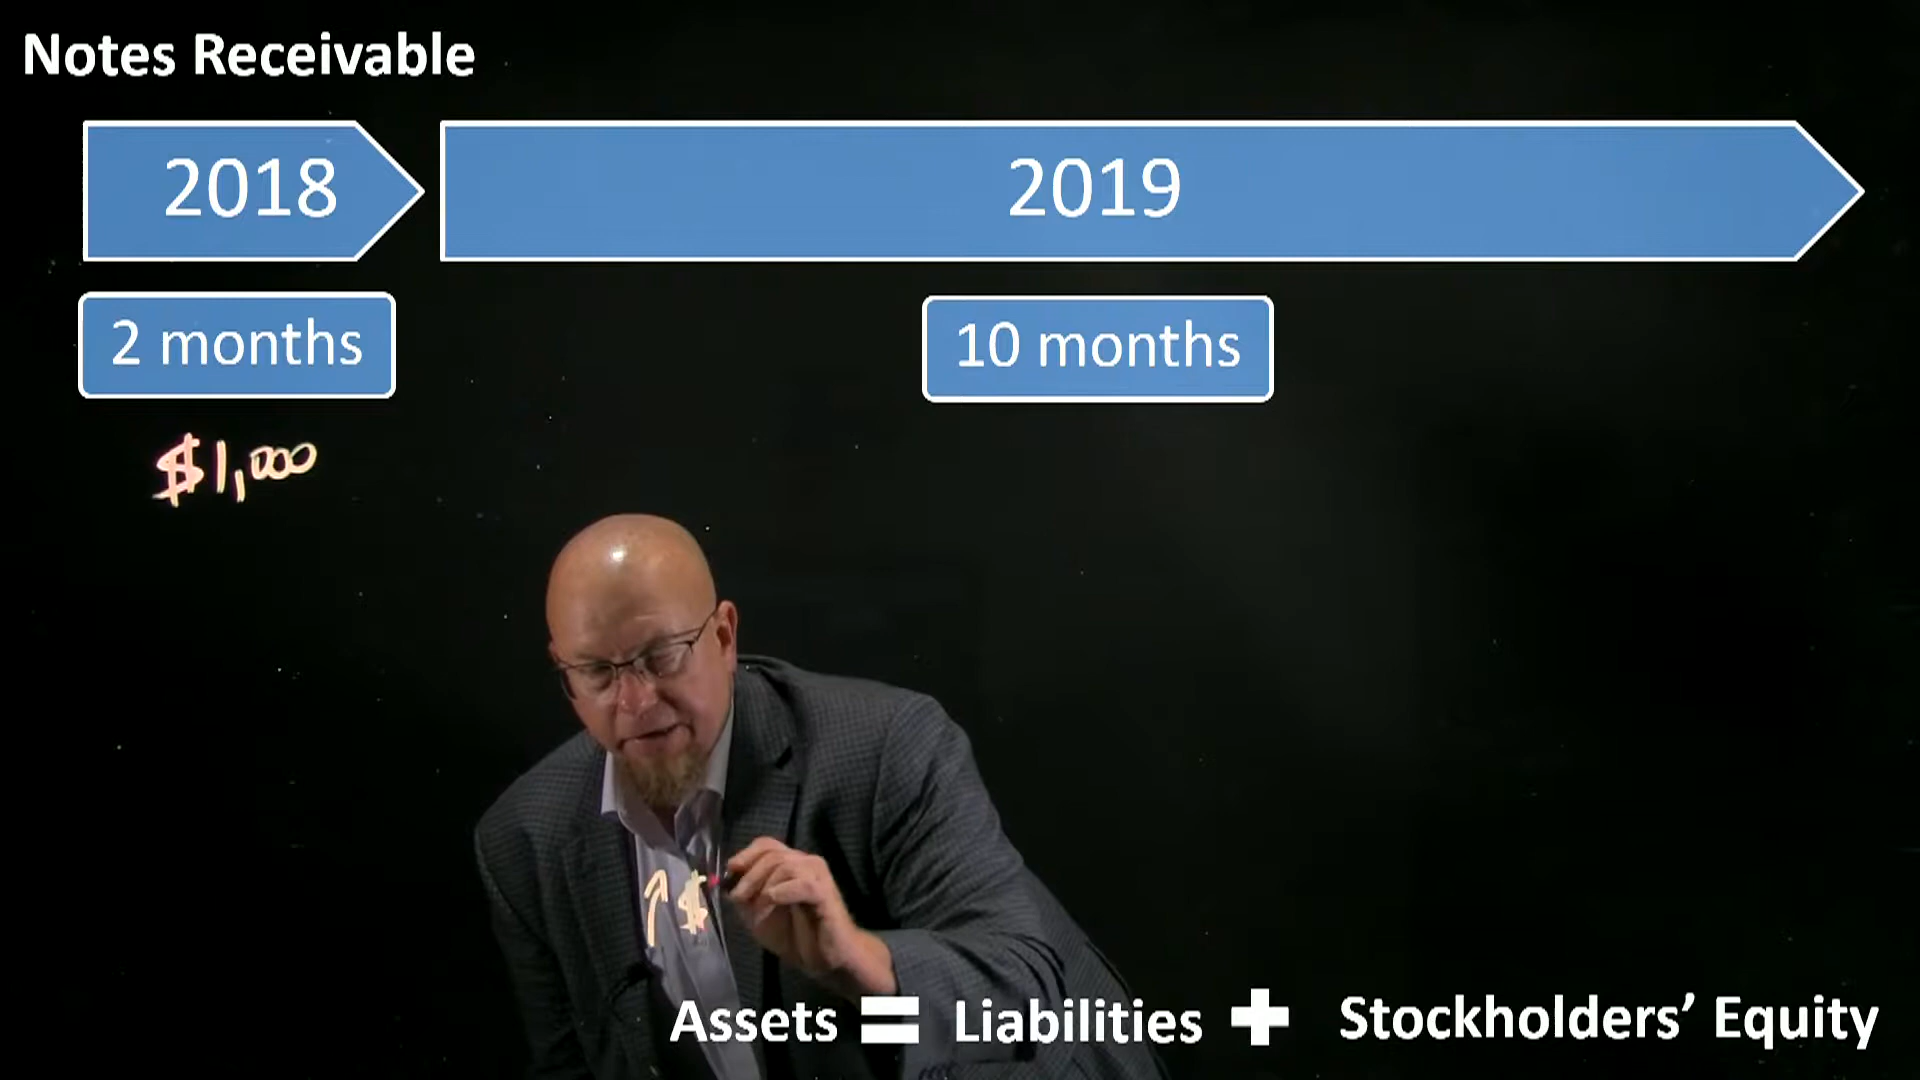 Notes Receivable
2018 2019
2 months 10 months
$1,000
↑ $
Assets = Liabilities + Stockholders’ Equity